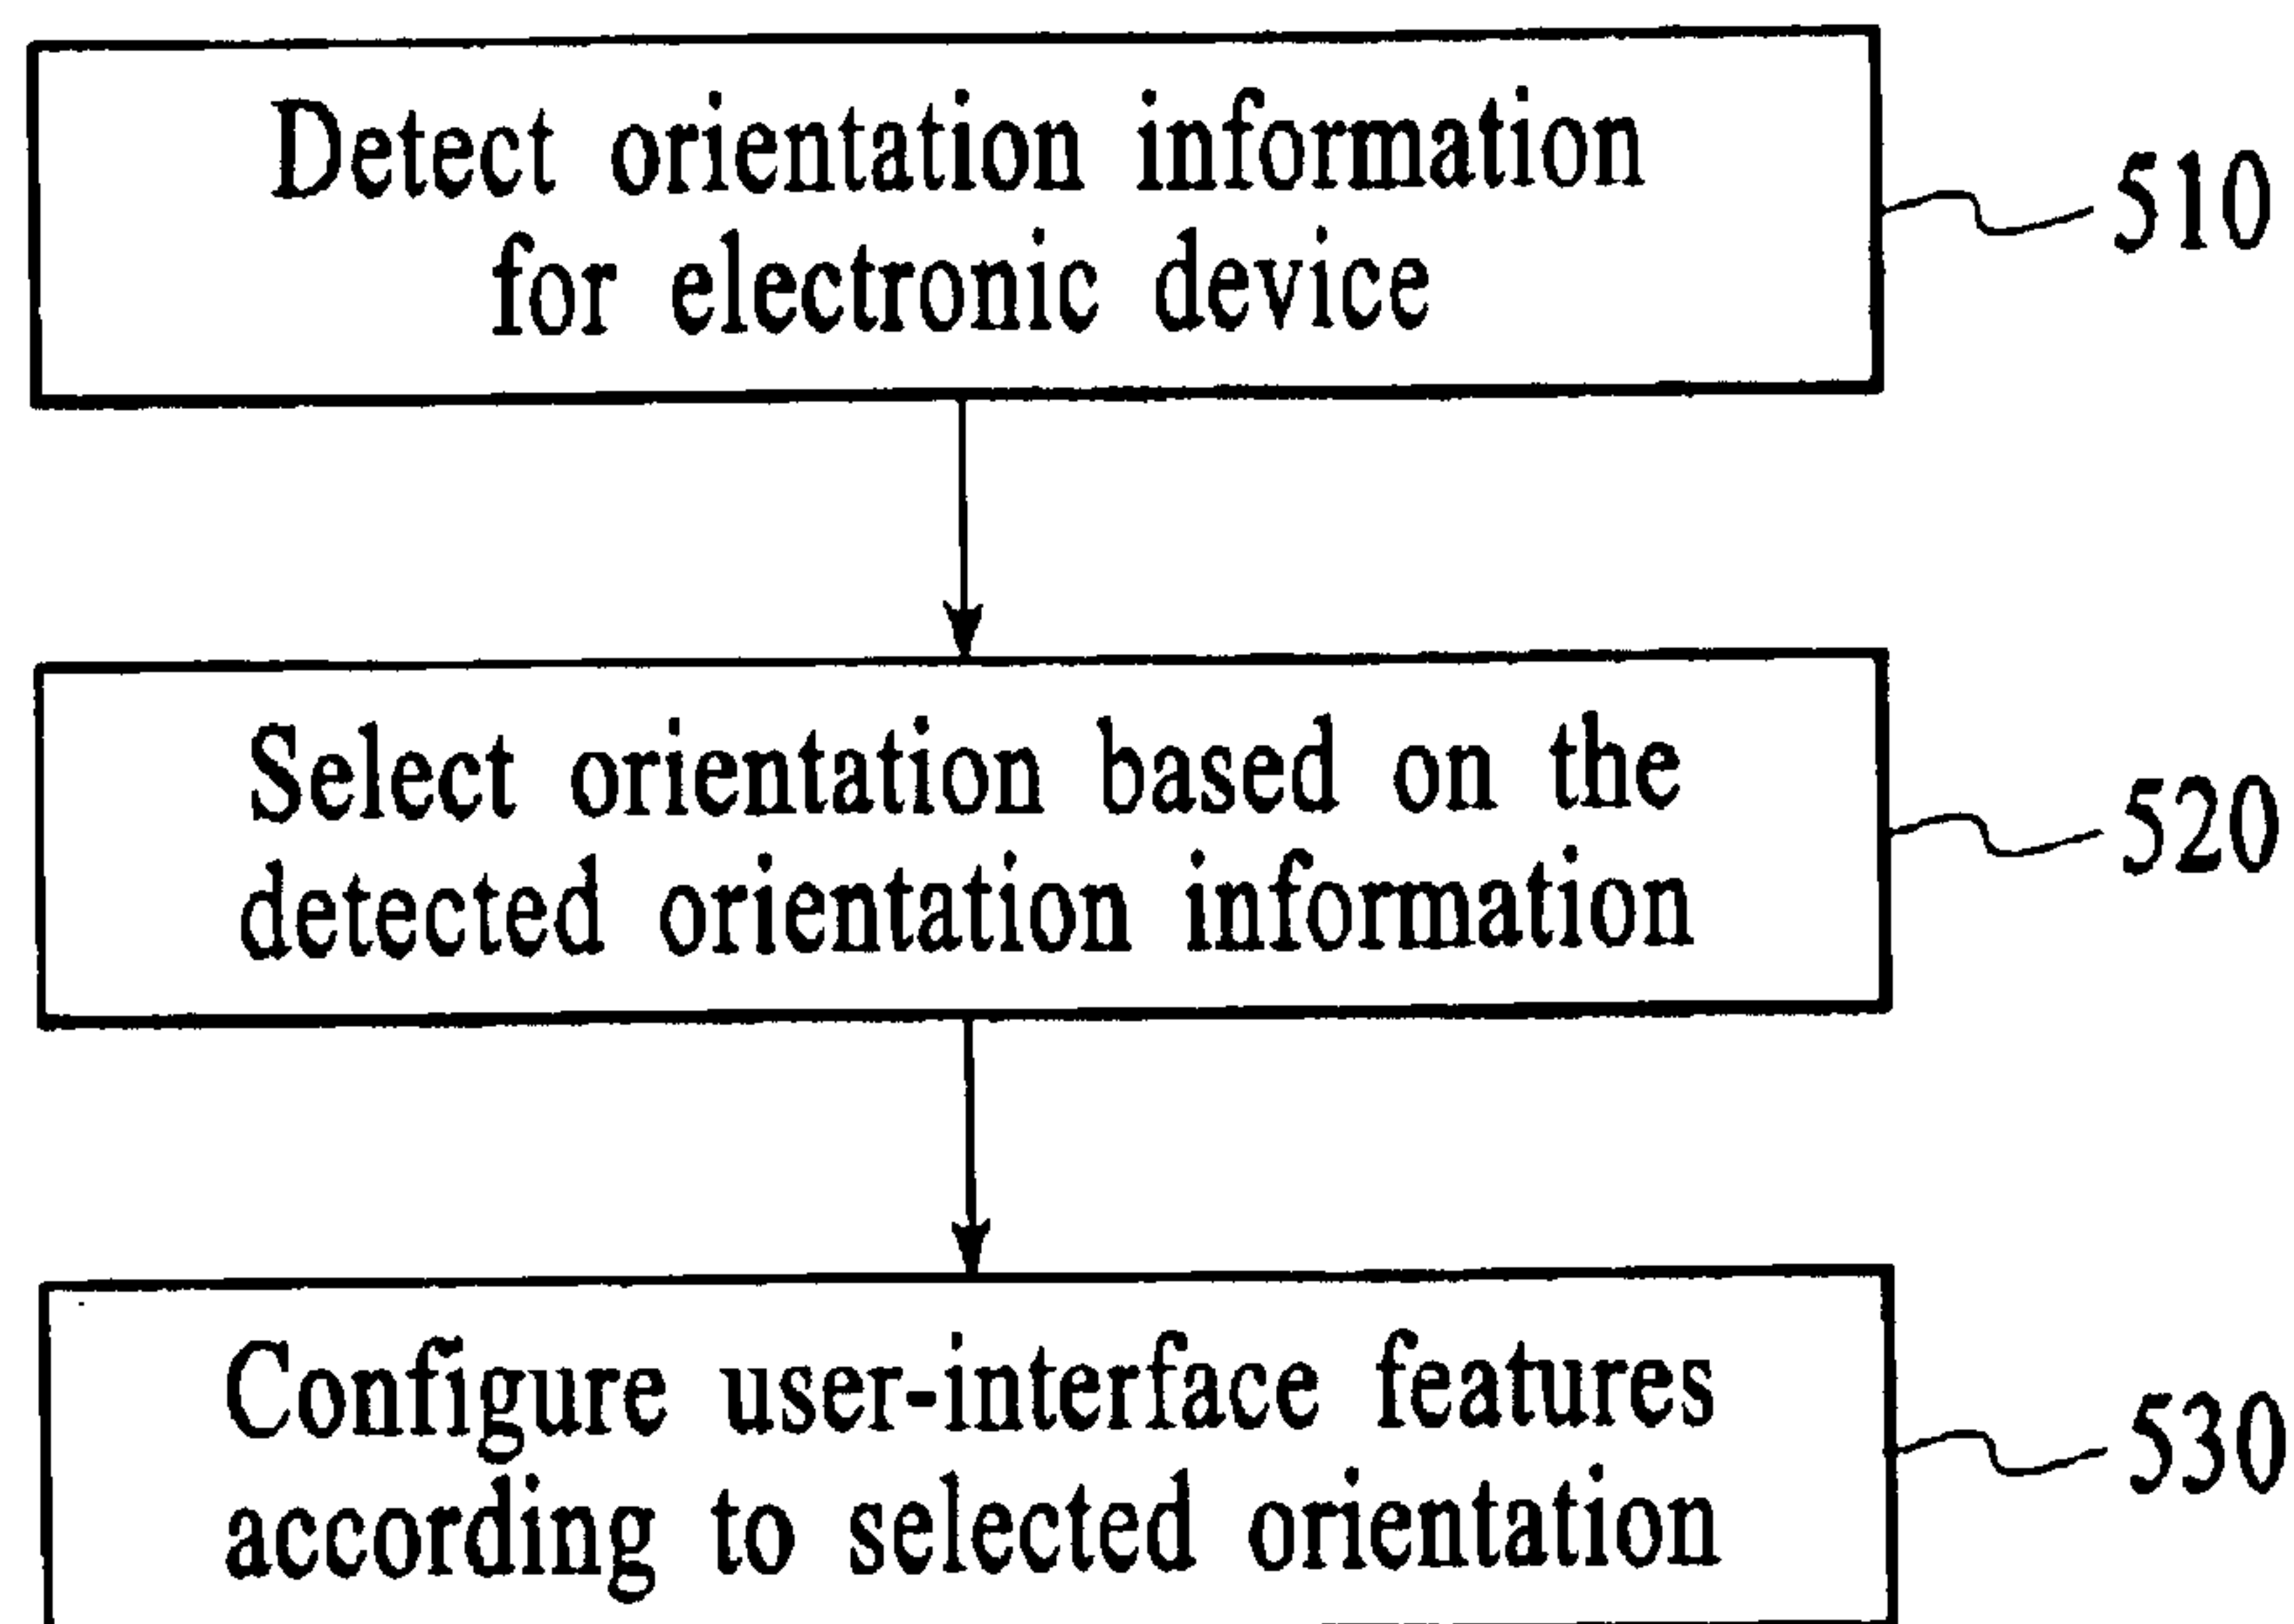 Detect orientation information
for electronic device
510
Select orientation based on the
detected orientation information
520
Configure user-interface features
according to selected orientation
530